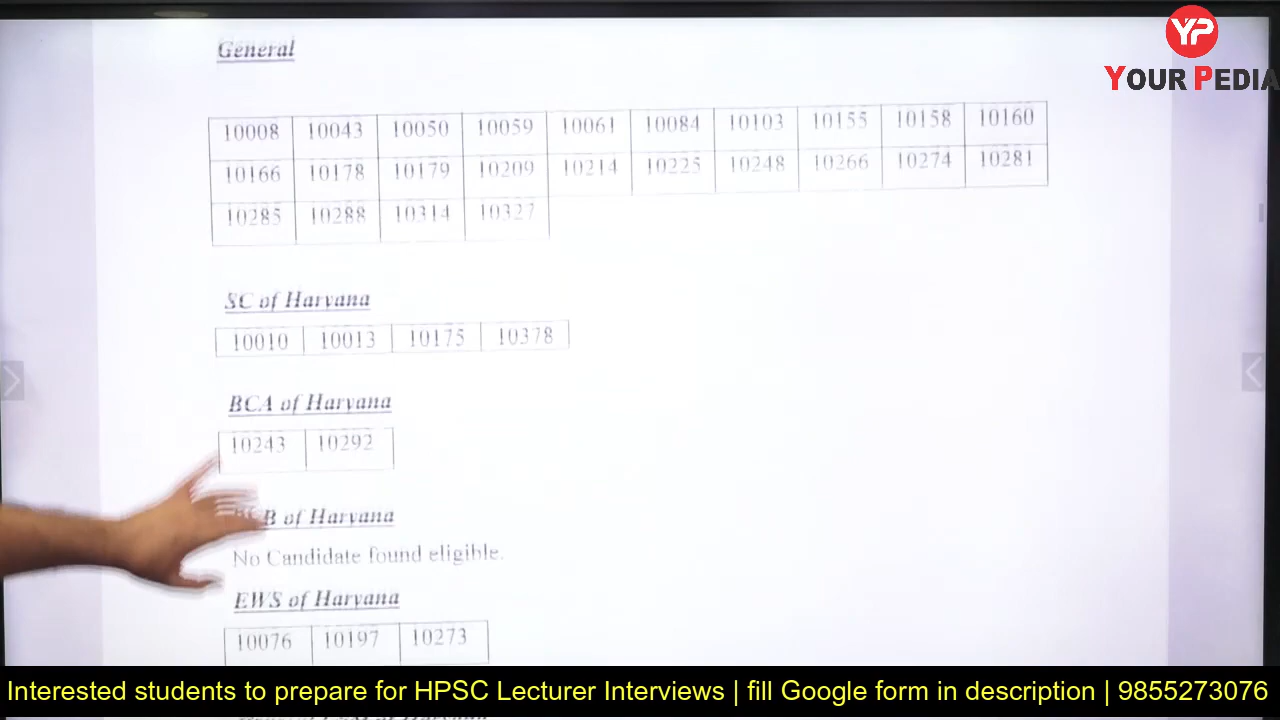 General
YP
YOUR PEDIA
10008 10043 10050 10059 10061 10084 10103 10155 10158 10160
10166 10178 10179 10209 10214 10225 10248 10266 10274 10281
10285 10288 10314 10327
SC of Haryana
10010 10013 10175 10378
BCA of Haryana
10243 10292
B of Haryana
No Candidate found eligible.
EWS of Haryana
10076 10197 10273
Interested students to prepare for HPSC Lecturer Interviews | fill Google form in description | 9855273076